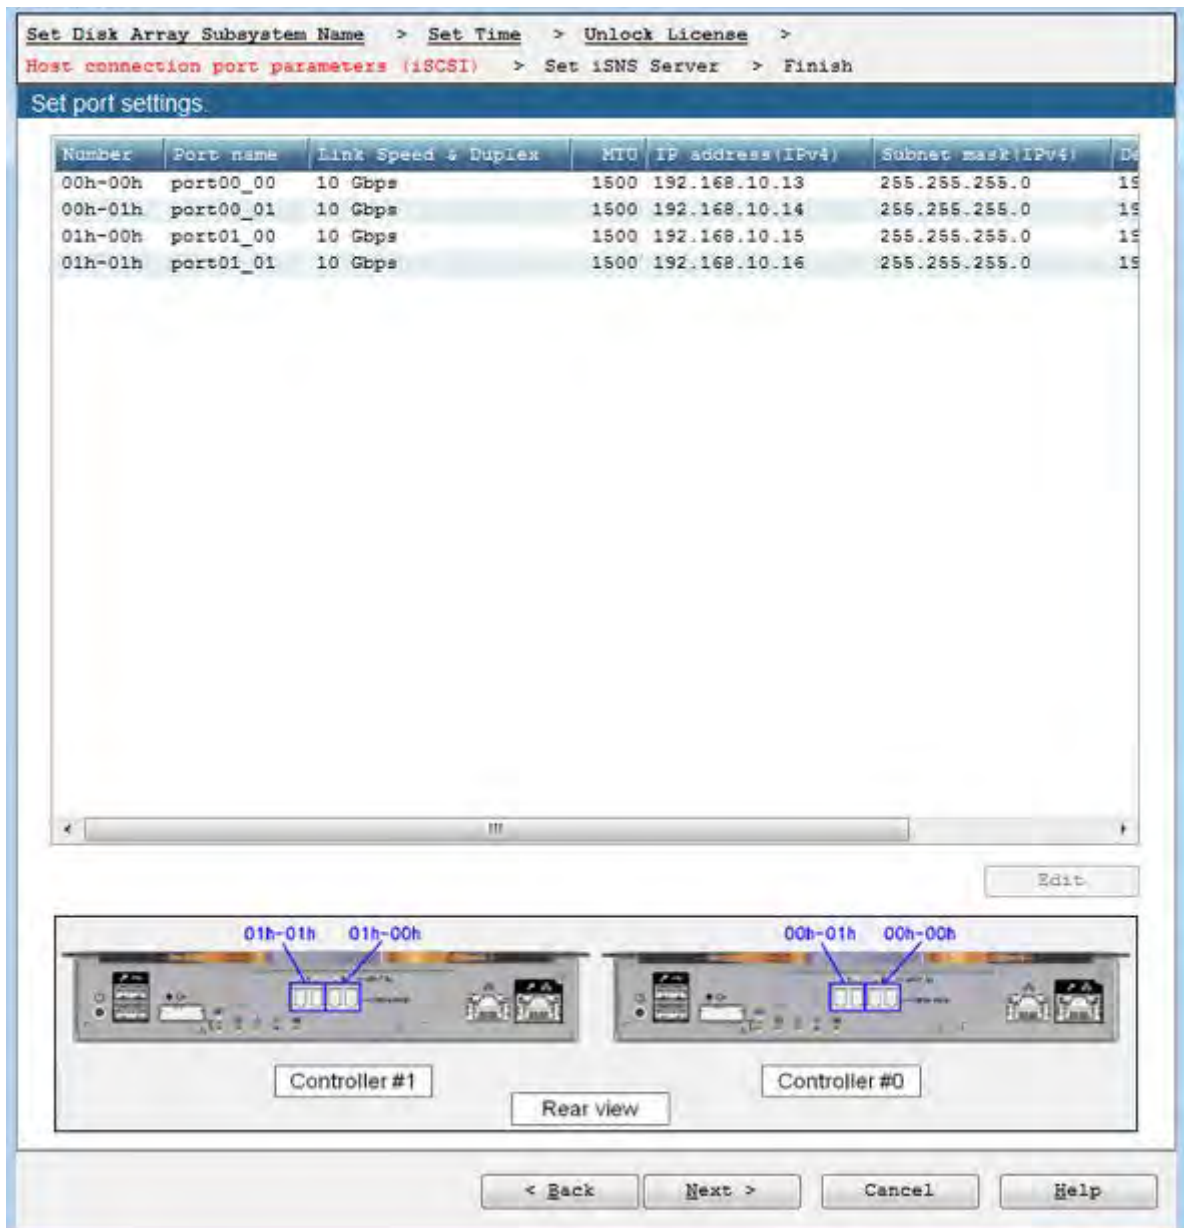 Set Disk Array Subsystem Name > Set Time > Unlock License >
Host connection port parameters (iSCSI) > Set iSNS Server > Finish
Set port settings.
Number Port name Link Speed & Duplex MTU IP address(IPv4) Subnet mask(IPv4) De
00h-00h port00_00 10 Gbps 1500 192.168.10.13 255.255.255.0 19
00h-01h port00_01 10 Gbps 1500 192.168.10.14 255.255.255.0 19
01h-00h port01_00 10 Gbps 1500 192.168.10.15 255.255.255.0 19
01h-01h port01_01 10 Gbps 1500 192.168.10.16 255.255.255.0 19
Edit
01h-01h 01h-00h 00h-01h 00h-00h
Controller #1 Controller #0
Rear view
< Back Next > Cancel Help